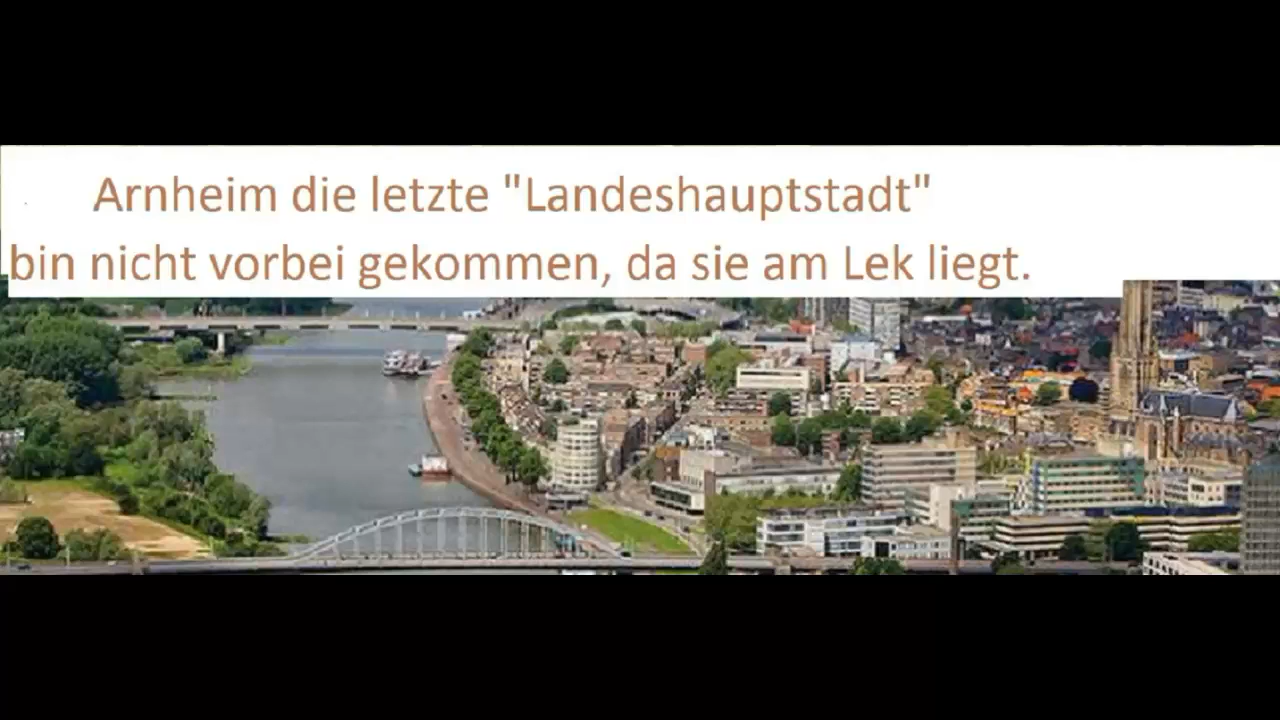 Arnheim die letzte "Landeshauptstadt"
bin nicht vorbei gekommen, da sie am Lek liegt.